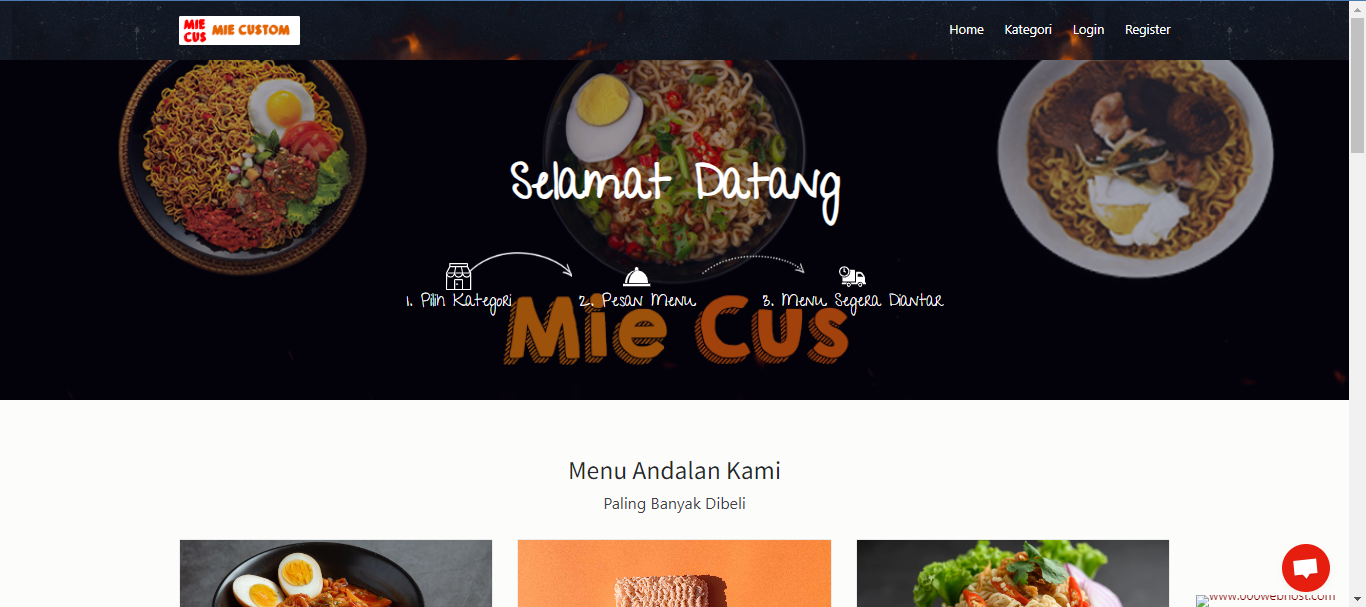 MIE CUS MIE CUSTOM
Home Kategori Login Register
Selamat Datang
1. Pilih Kategori 2. Pesan Menu 3. Menu Segera Diantar
Mie Cus
Menu Andalan Kami
Paling Banyak Dibeli
www.000webhost.com